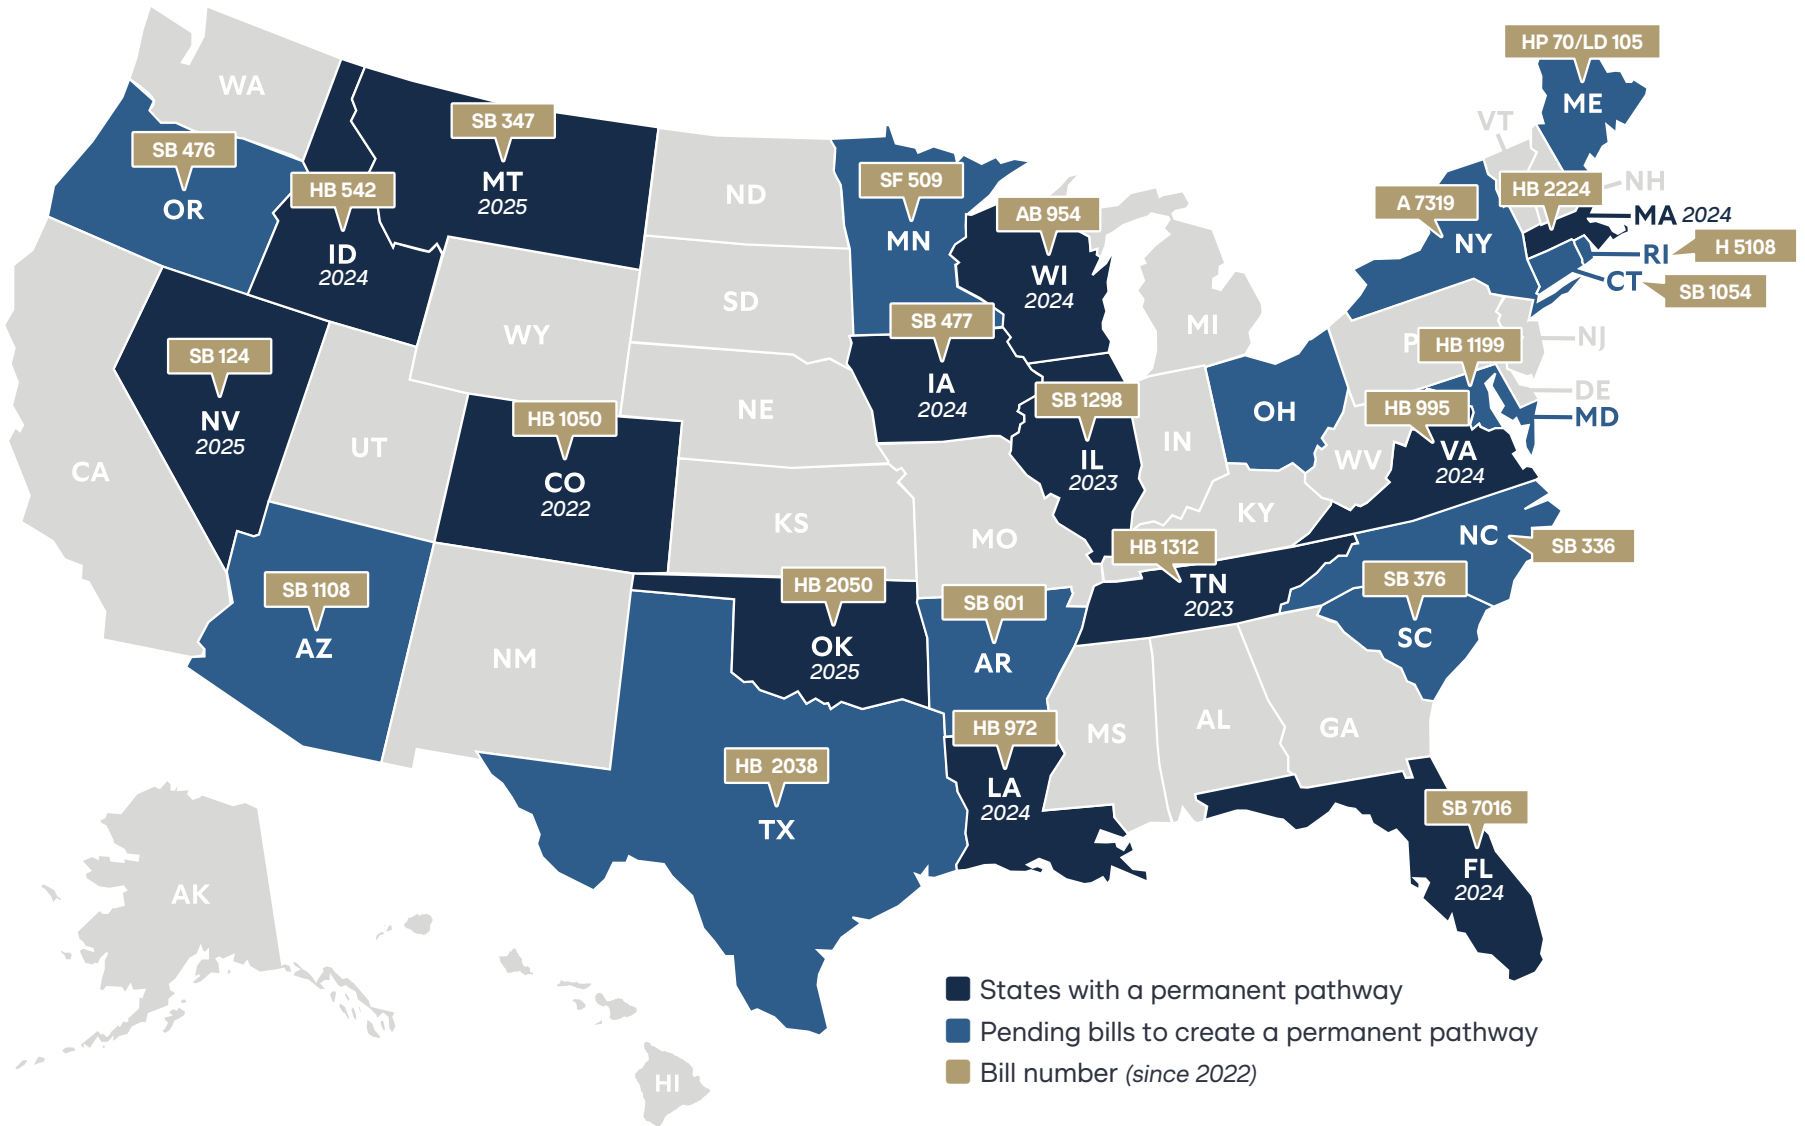 HP 70/LD 105
ME
WA
VT
SB 347
SB 476
HB 542
MT
2025
SF 509
NH
HB 2224
ND
A 7319
AB 954
MA 2024
OR
MN
NY
H 5108
RI
ID
2024
WI
2024
CT
SB 1054
SD
SB 477
MI
WY
NJ
P
HB 1199
SB 124
IA
2024
SB 1298
DE
NE
OH
HB 995
MD
NV
2025
HB 1050
UT
IN
VA
2024
CA
IL
2023
WV
CO
2022
KS
KY
MO
NC
HB 1312
SB 336
SB 1108
HB 2050
SB 601
TN
2023
SB 376
AZ
NM
OK
2025
AR
SC
HB 972
MS
AL
GA
HB 2038
LA
2024
TX
SB 7016
FL
2024
AK
HI
States with a permanent pathway
Pending bills to create a permanent pathway
Bill number (since 2022)